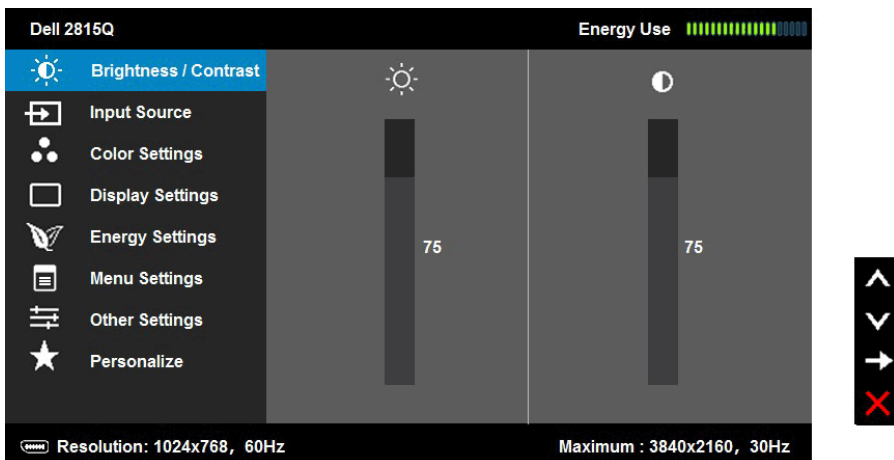 Dell 2815Q Energy Use
Brightness / Contrast
Input Source
Color Settings
Display Settings
Energy Settings
75 75
Menu Settings
Other Settings
Personalize
Resolution: 1024x768, 60Hz Maximum : 3840x2160, 30Hz